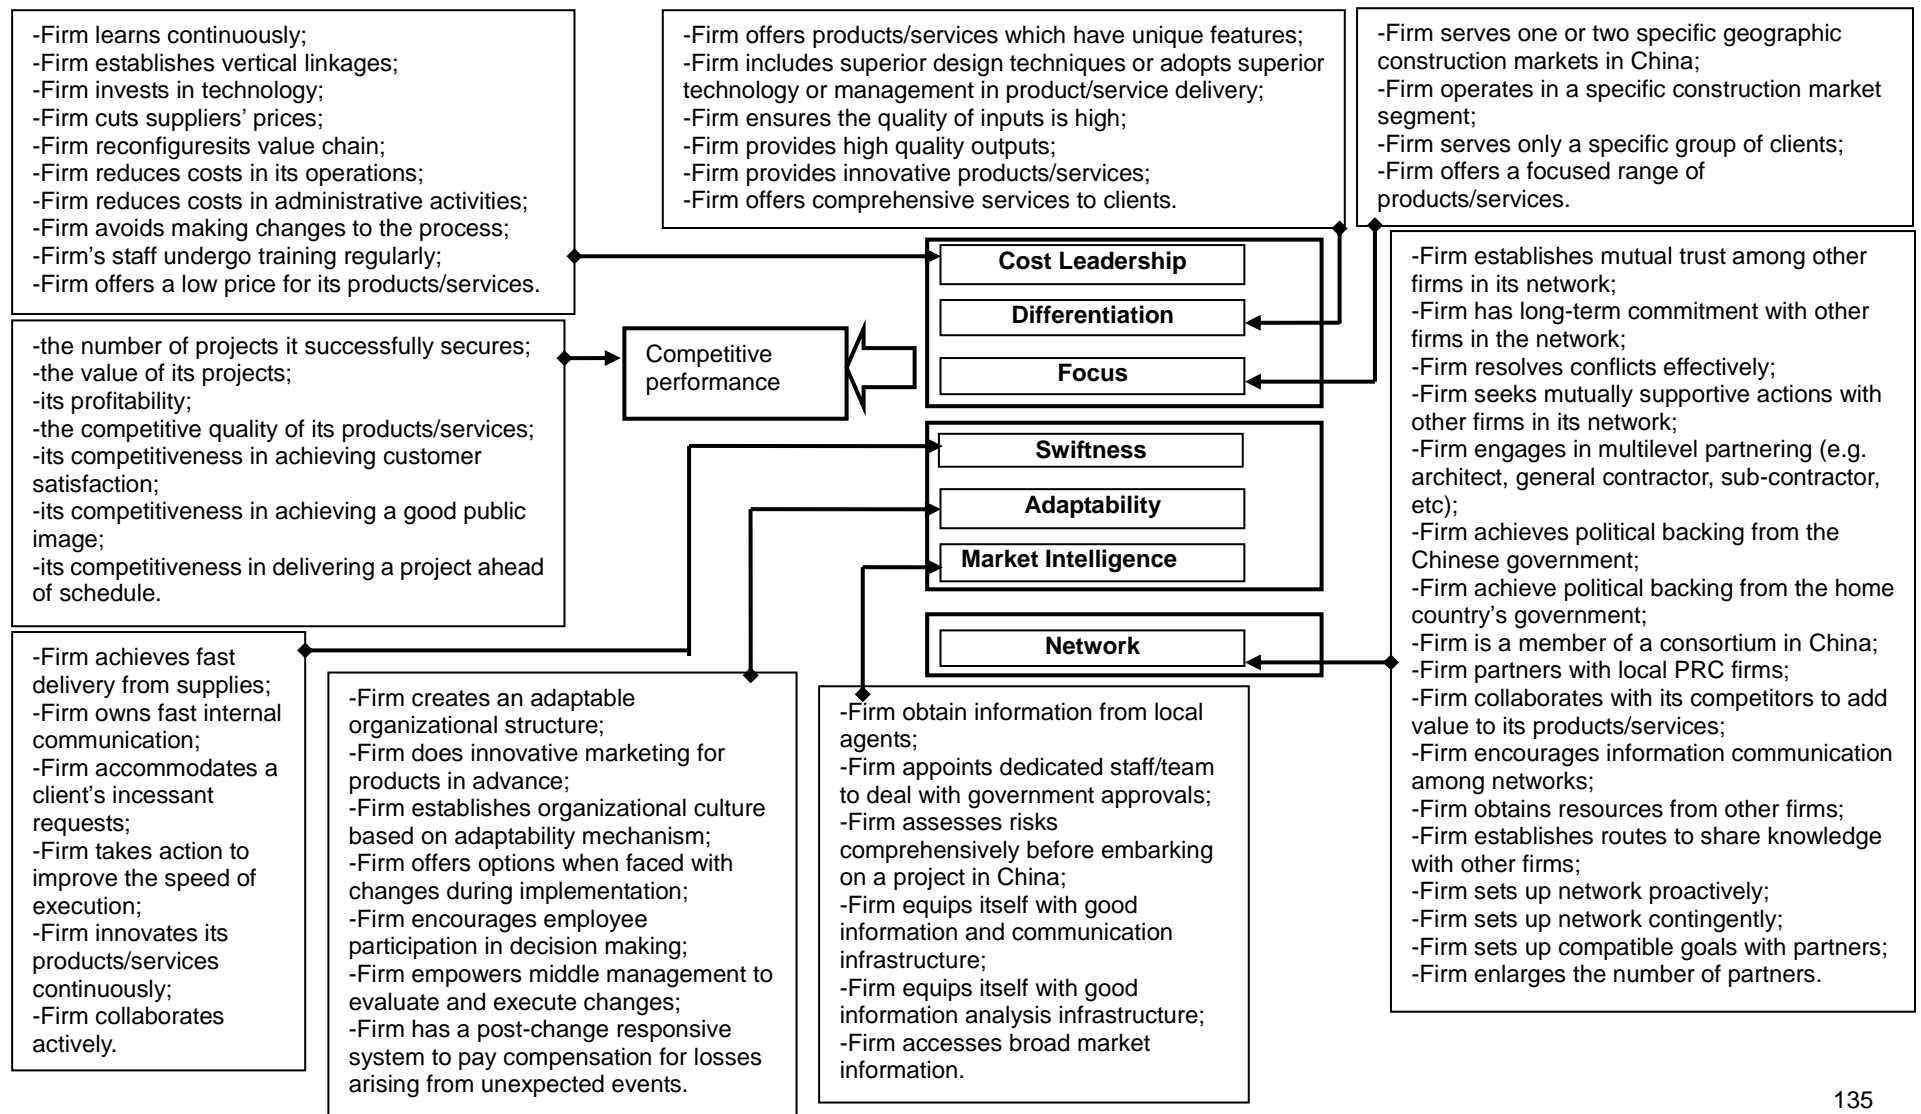 -Firm learns continuously;
-Firm establishes vertical linkages;
-Firm invests in technology;
-Firm cuts suppliers’ prices;
-Firm reconfiguresits value chain;
-Firm reduces costs in its operations;
-Firm reduces costs in administrative activities;
-Firm avoids making changes to the process;
-Firm’s staff undergo training regularly;
-Firm offers a low price for its products/services.
-Firm offers products/services which have unique features;
-Firm includes superior design techniques or adopts superior
technology or management in product/service delivery;
-Firm ensures the quality of inputs is high;
-Firm provides high quality outputs;
-Firm provides innovative products/services;
-Firm offers comprehensive services to clients.
-Firm serves one or two specific geographic
construction markets in China;
-Firm operates in a specific construction market
segment;
-Firm serves only a specific group of clients;
-Firm offers a focused range of
products/services.
Cost Leadership
Differentiation
Focus
-the number of projects it successfully secures;
-the value of its projects;
-its profitability;
-the competitive quality of its products/services;
-its competitiveness in achieving customer
satisfaction;
-its competitiveness in achieving a good public
image;
-its competitiveness in delivering a project ahead
of schedule.
Competitive
performance
Swiftness
Adaptability
Market Intelligence
Network
-Firm establishes mutual trust among other
firms in its network;
-Firm has long-term commitment with other
firms in the network;
-Firm resolves conflicts effectively;
-Firm seeks mutually supportive actions with
other firms in its network;
-Firm engages in multilevel partnering (e.g.
architect, general contractor, sub-contractor,
etc);
-Firm achieves political backing from the
Chinese government;
-Firm achieve political backing from the home
country’s government;
-Firm is a member of a consortium in China;
-Firm partners with local PRC firms;
-Firm collaborates with its competitors to add
value to its products/services;
-Firm encourages information communication
among networks;
-Firm obtains resources from other firms;
-Firm establishes routes to share knowledge
with other firms;
-Firm sets up network proactively;
-Firm sets up network contingently;
-Firm sets up compatible goals with partners;
-Firm enlarges the number of partners.
-Firm achieves fast
delivery from supplies;
-Firm owns fast internal
communication;
-Firm accommodates a
client’s incessant
requests;
-Firm takes action to
improve the speed of
execution;
-Firm innovates its
products/services
continuously;
-Firm collaborates
actively.
-Firm creates an adaptable
organizational structure;
-Firm does innovative marketing for
products in advance;
-Firm establishes organizational culture
based on adaptability mechanism;
-Firm offers options when faced with
changes during implementation;
-Firm encourages employee
participation in decision making;
-Firm empowers middle management to
evaluate and execute changes;
-Firm has a post-change responsive
system to pay compensation for losses
arising from unexpected events.
-Firm obtain information from local
agents;
-Firm appoints dedicated staff/team
to deal with government approvals;
-Firm assesses risks
comprehensively before embarking
on a project in China;
-Firm equips itself with good
information and communication
infrastructure;
-Firm equips itself with good
information analysis infrastructure;
-Firm accesses broad market
information.
135